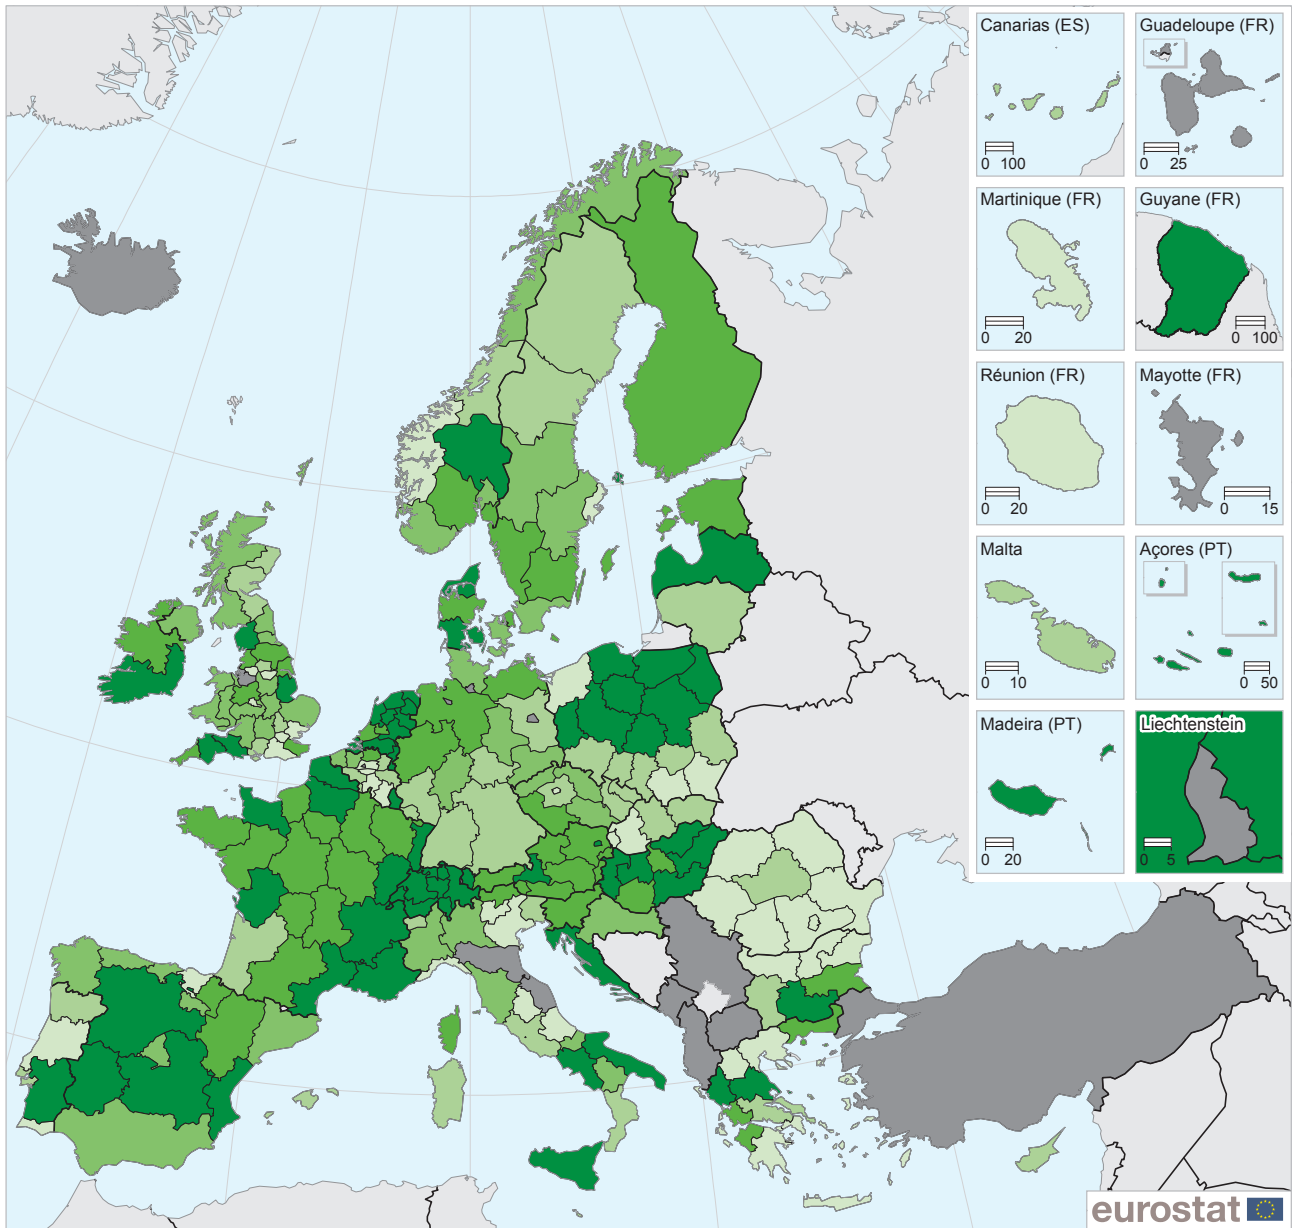 Canarias (ES)
0 100
Guadeloupe (FR)
0 25
Martinique (FR)
0 20
Guyane (FR)
0 100
Réunion (FR)
0 20
Mayotte (FR)
0 15
Malta
0 10
Açores (PT)
0 50
Madeira (PT)
0 20
Liechtenstein
0 5
eurostat